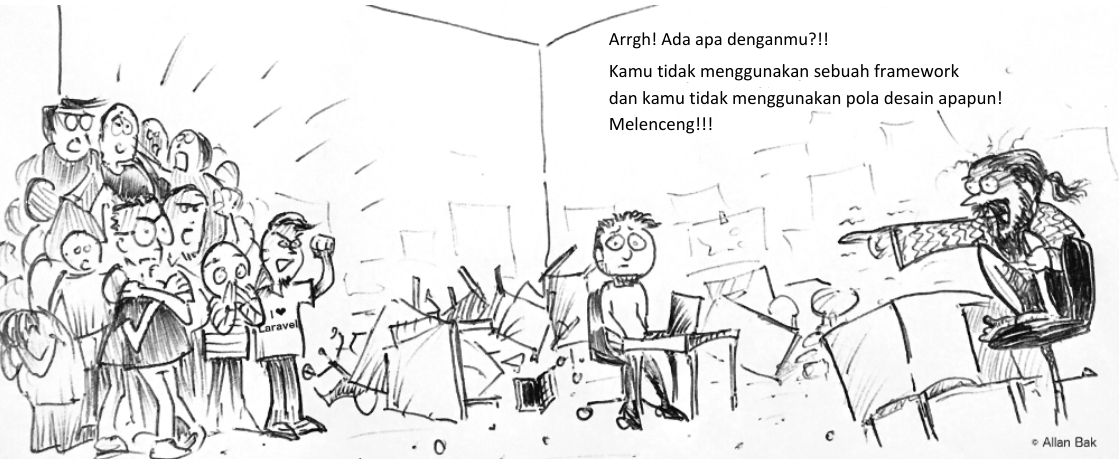 Arrgh! Ada apa denganmu?!!
Kamu tidak menggunakan sebuah framework
dan kamu tidak menggunakan pola desain apapun!
Melenceng!!!
I ♥
Laravel
© Allan Bak